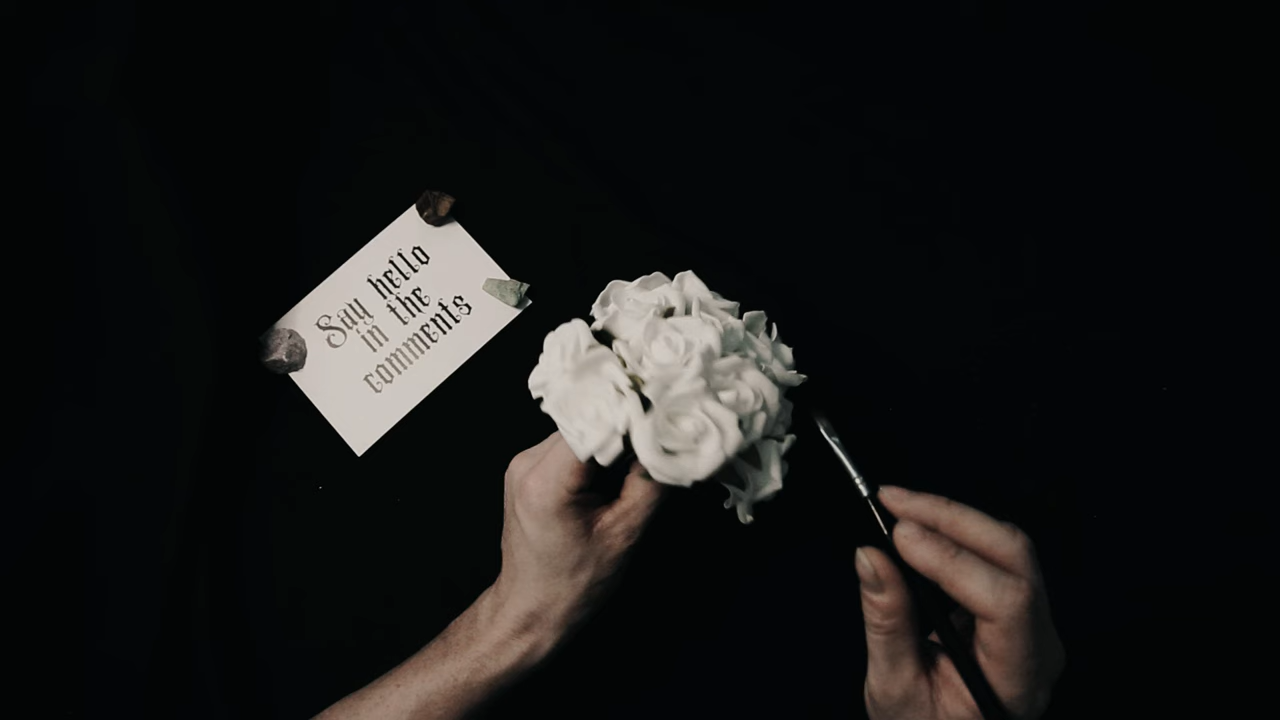 Say hello
in the
comments